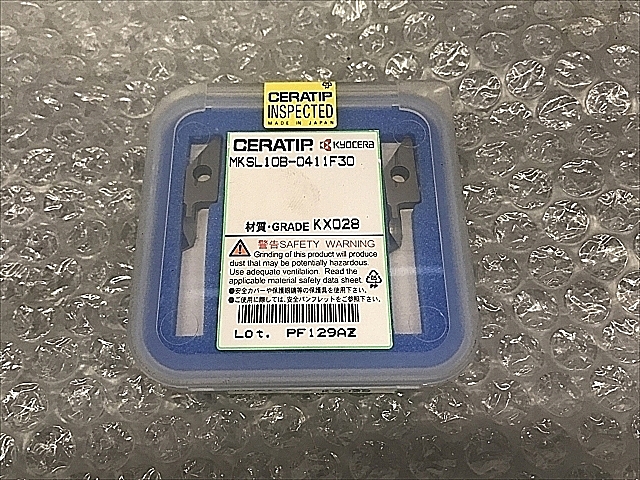 CERATIP
INSPECTED
MADE IN JAPAN
CERATIP KYOCERA
MKSL10B-0411F30
材質・GRADE KX028
警告SAFETY WARNING
Grinding of this product will produce
dust that may be potentially hazardous.
Use adequate ventilation. Read the
applicable material safety data sheet.
●安全カバーや保護眼鏡等の保護具を使用下さい。
●ご使用に際しては、安全パンフレットをご参照下さい。
Lot. PF129AZ